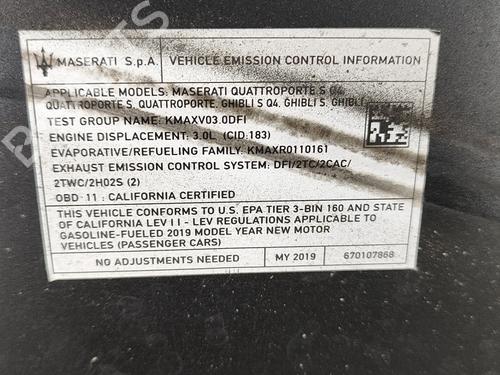 MASERATI S.p.A.
VEHICLE EMISSION CONTROL INFORMATION
APPLICABLE MODELS: MASERATI QUATTROPORTE S Q4,
QUATTROPORTE S, QUATTROPORTE, GHIBLI S Q4, GHIBLI S, GHIBLI
TEST GROUP NAME: KMAXV03.0DFI
ENGINE DISPLACEMENT: 3.0L (CID:183)
EVAPORATIVE/REFUELING FAMILY: KMAXR0110161
EXHAUST EMISSION CONTROL SYSTEM: DFI/2TC/2CAC/
2TWC/2HO2S (2)
OBD 11 : CALIFORNIA CERTIFIED
THIS VEHICLE CONFORMS TO U.S. EPA TIER 3-BIN 160 AND STATE
OF CALIFORNIA LEV II - LEV REGULATIONS APPLICABLE TO
GASOLINE-FUELED 2019 MODEL YEAR NEW MOTOR
VEHICLES (PASSENGER CARS)
NO ADJUSTMENTS NEEDED
MY 2019
670107868